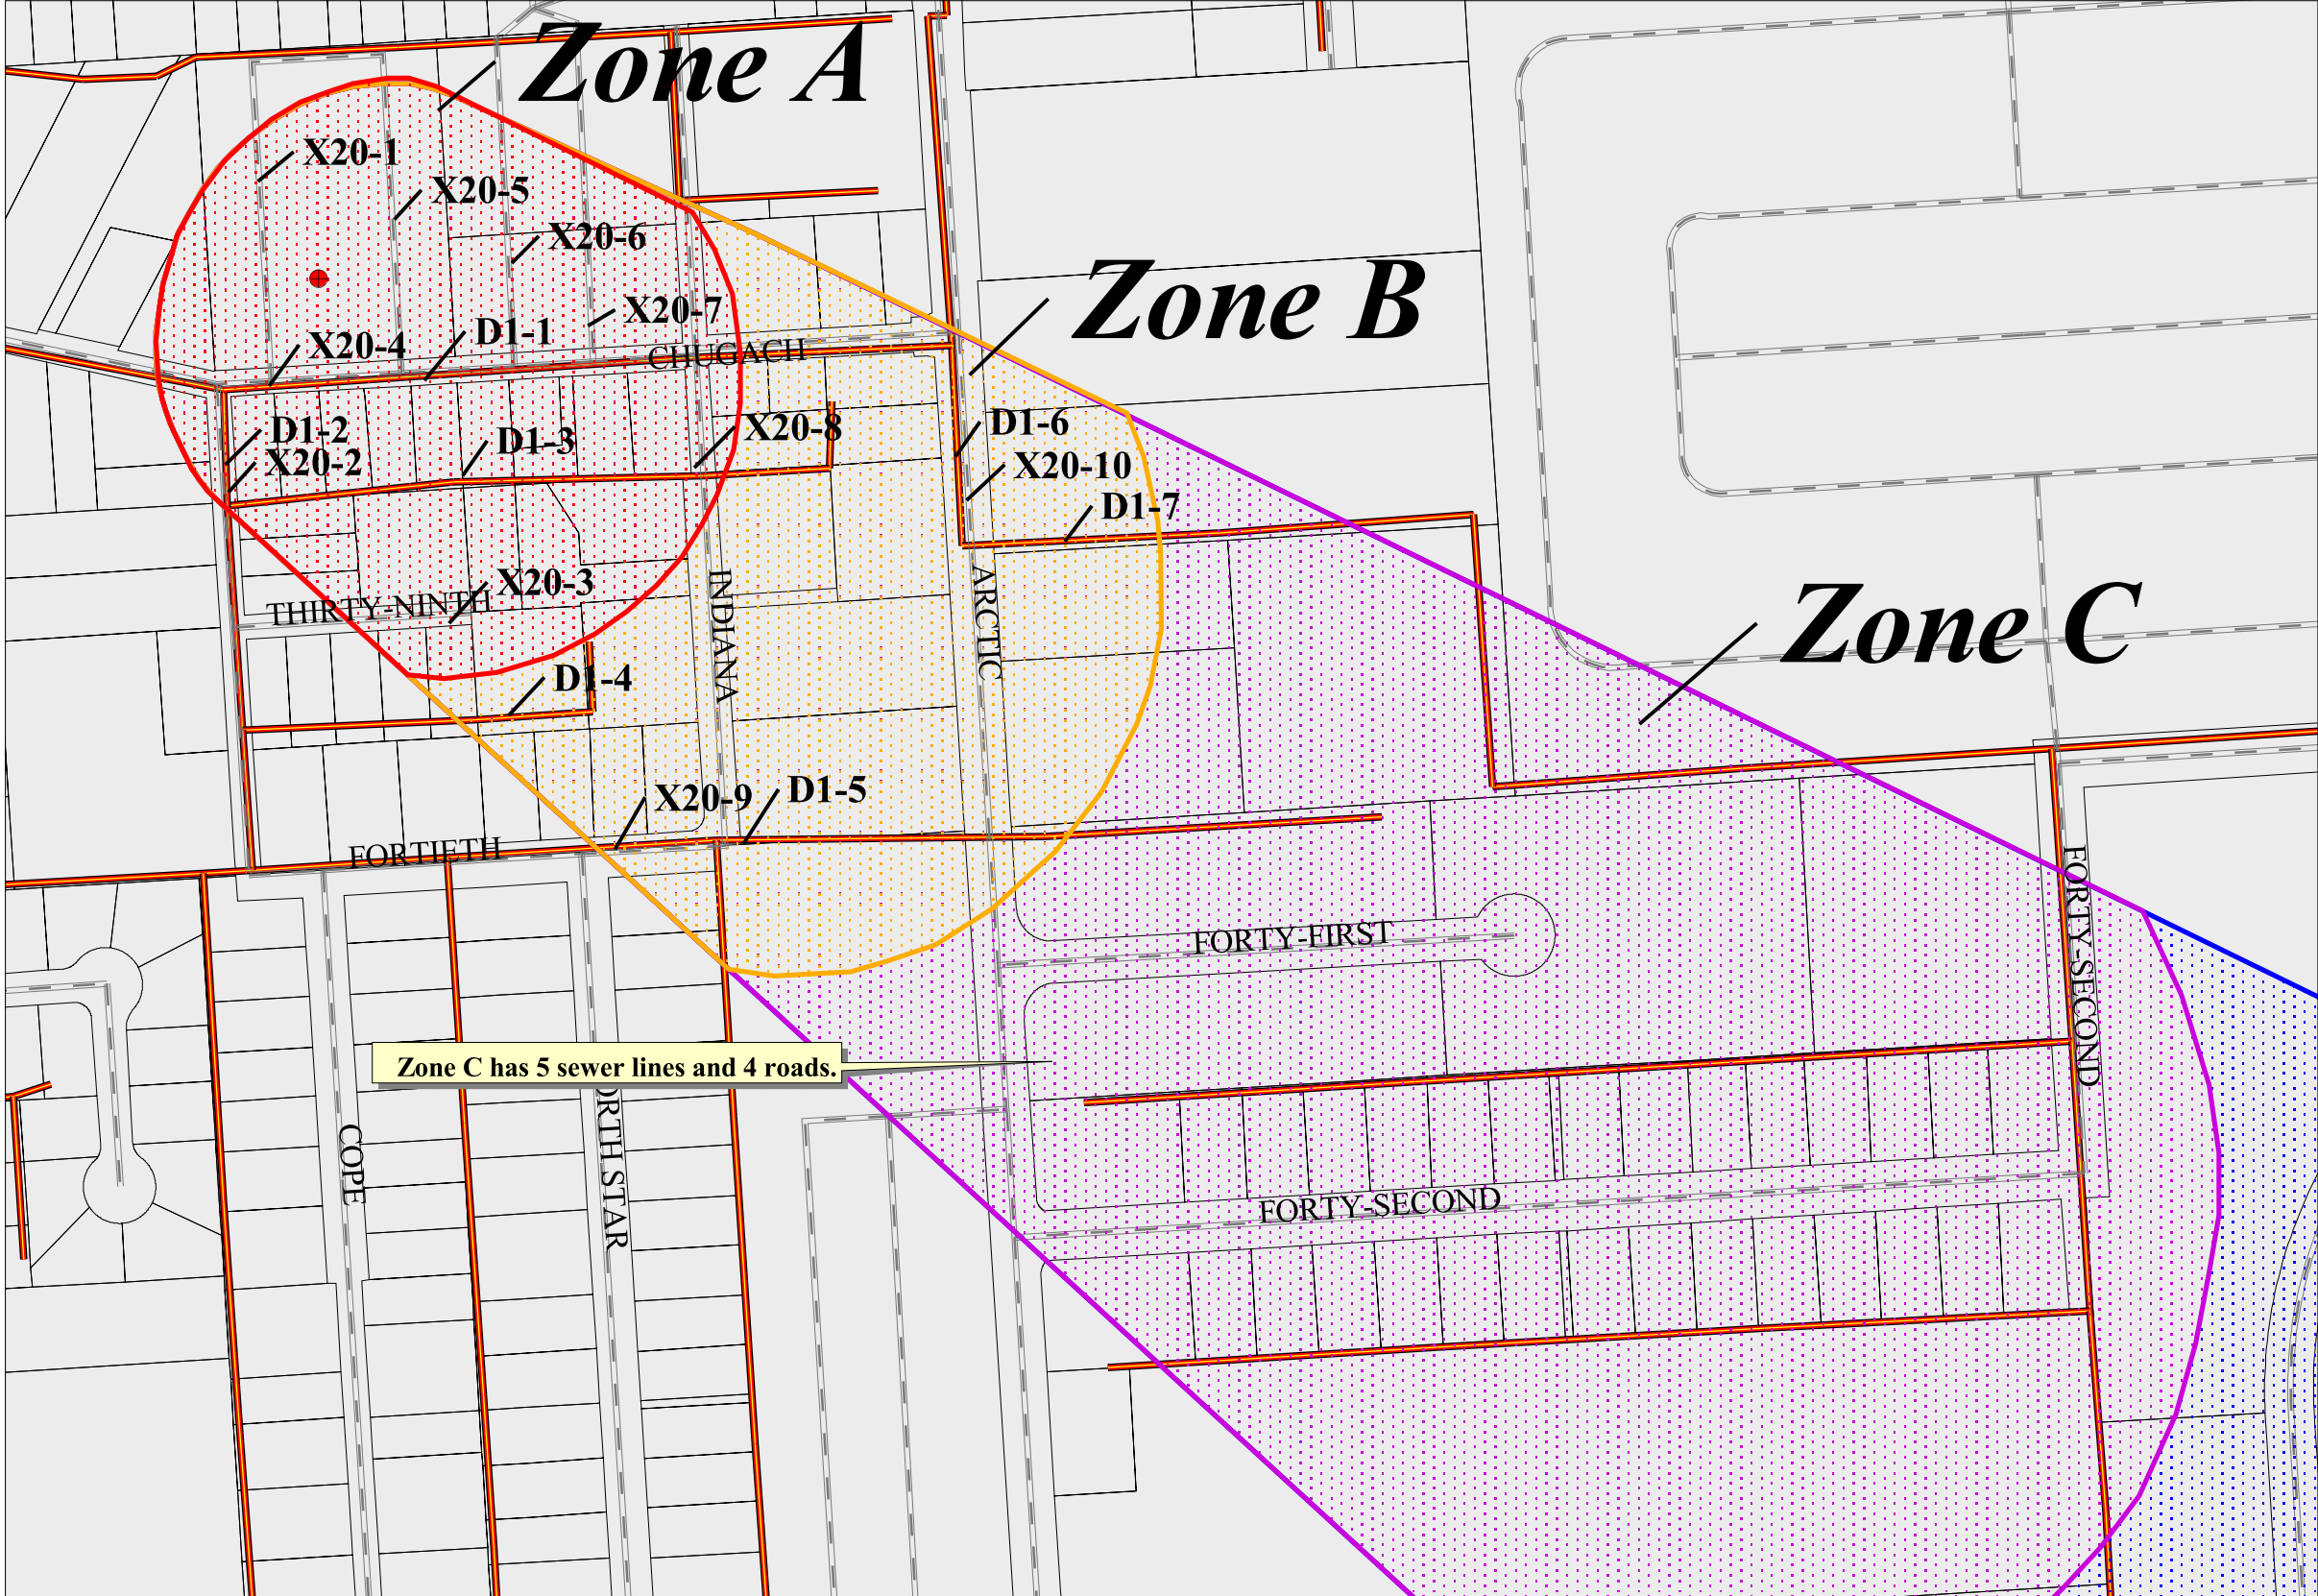 Zone A
X20-1
X20-5
X20-6
Zone B
X20-7
D1-1
X20-4
CHUGACH
D1-2
X20-2
D1-3
X20-8
D1-6
X20-10
D1-7
X20-3
THIRTY-NINTH
INDIANA
ARCTIC
Zone C
D1-4
X20-9
D1-5
FORTIETH
FORTY-SECOND
FORTY-FIRST
Zone C has 5 sewer lines and 4 roads.
COPE
ORTH STAR
FORTY-SECOND